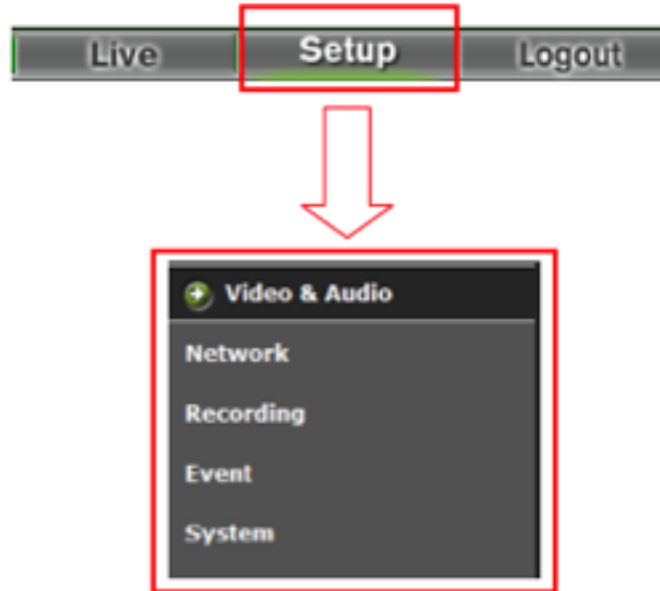 Live Setup Logout
Video & Audio
Network
Recording
Event
System